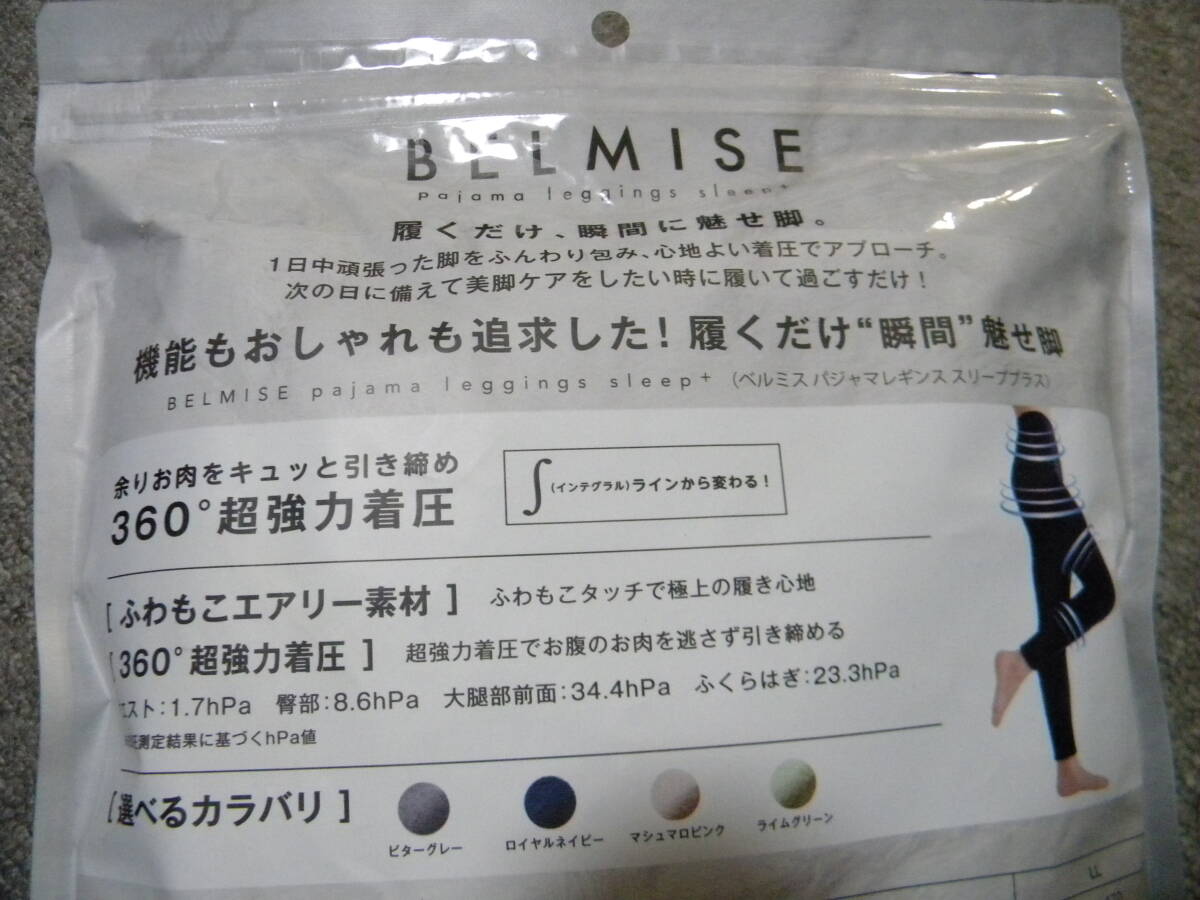 BELMISE
Pajama leggings sleep+
履くだけ、瞬間に魅せ脚。
1日中頑張った脚をふんわり包み、心地よい着圧でアプローチ。
次の日に備えて美脚ケアをしたい時に履いて過ごすだけ！
機能もおしゃれも追求した！履くだけ“瞬間”魅せ脚
BELMISE pajama leggings sleep+ （ベルミス パジャマレギンス スリーププラス）
余りお肉をキュッと引き締め
360°超強力着圧
∫（インテグラル）ラインから変わる！
［ふわもこエアリー素材］ ふわもこタッチで極上の履き心地
［360°超強力着圧］ 超強力着圧でお腹のお肉を逃さず引き締める
エスト：1.7hPa 臀部：8.6hPa 大腿部前面：34.4hPa ふくらはぎ：23.3hPa
測定結果に基づくhPa値
［選べるカラバリ］
ビターグレー ロイヤルネイビー マシュマロピンク ライムグリーン
LL